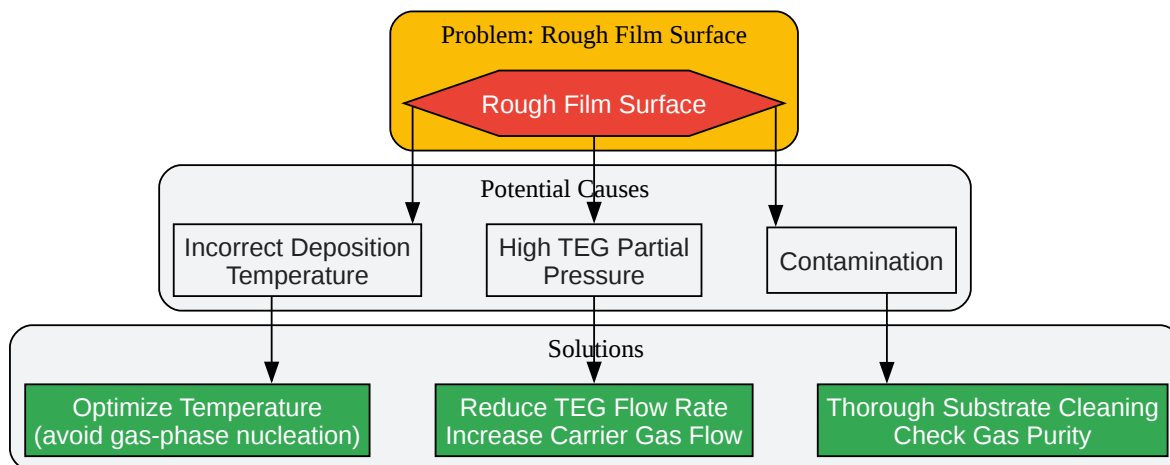 Problem: Rough Film Surface
Rough Film Surface
Potential Causes
Incorrect Deposition
Temperature
High TEG Partial
Pressure
Contamination
Solutions
Optimize Temperature
(avoid gas-phase nucleation)
Reduce TEG Flow Rate
Increase Carrier Gas Flow
Thorough Substrate Cleaning
Check Gas Purity